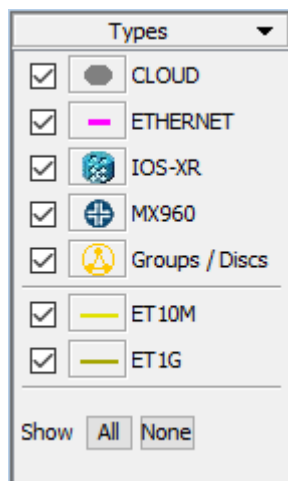 Types
CLOUD
ETHERNET
IOS-XR
MX960
Groups / Discs
ET10M
ET1G
Show All None